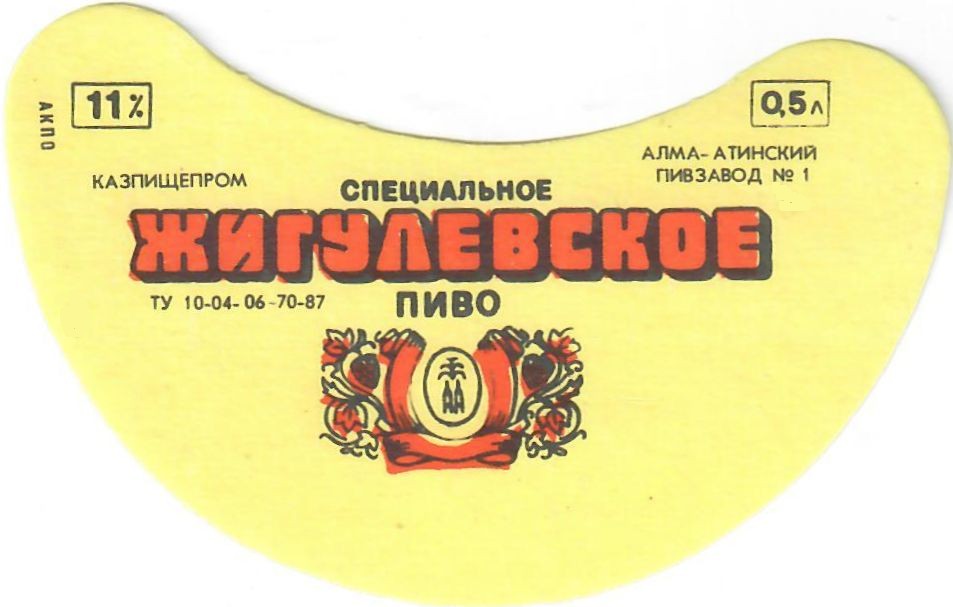 АКПО
11%
0,5 л
КАЗПИЩЕПРОМ
АЛМА-АТИНСКИЙ
ПИВЗАВОД № 1
СПЕЦИАЛЬНОЕ
ЖИГУЛЕВСКОЕ
ТУ 10-04-06-70-87
ПИВО
АА